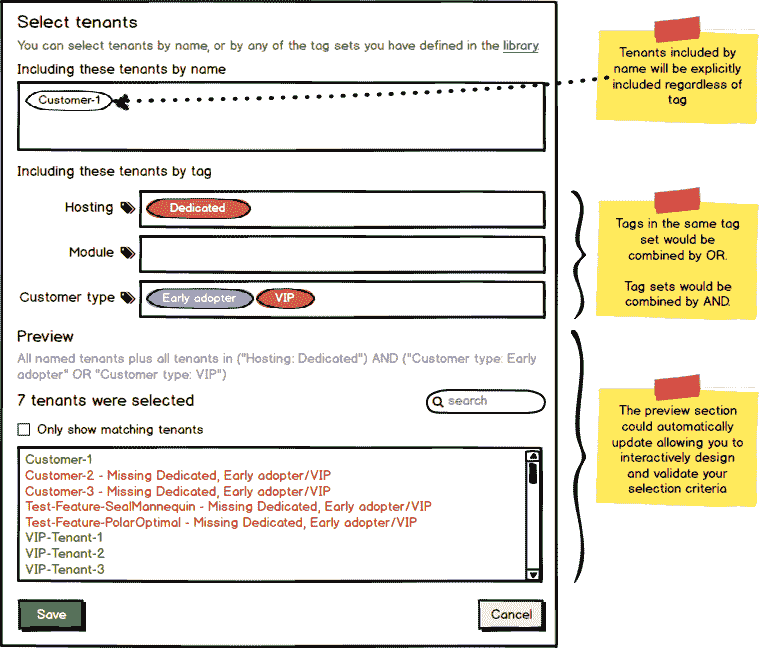 Select tenants
You can select tenants by name, or by any of the tag sets you have defined in the library
Including these tenants by name
Customer-1
Including these tenants by tag
Hosting
Dedicated
Module
Customer type
Early adopter
VIP
Preview
All named tenants plus all tenants in ("Hosting: Dedicated") AND ("Customer type: Early
adopter" OR "Customer type: VIP")
7 tenants were selected
search
Only show matching tenants
Customer-1
Customer-2 - Missing Dedicated, Early adopter/VIP
Customer-3 - Missing Dedicated, Early adopter/VIP
Test-Feature-SealMannequin - Missing Dedicated, Early adopter/VIP
Test-Feature-PolarOptimal - Missing Dedicated, Early adopter/VIP
VIP-Tenant-1
VIP-Tenant-2
VIP-Tenant-3
Save
Cancel
Tenants included by
name will be explicitly
included regardless of
tag
Tags in the same tag
set would be
combined by OR.
Tag sets would be
combined by AND.
The preview section
could automatically
update allowing you to
interactively design
and validate your
selection criteria